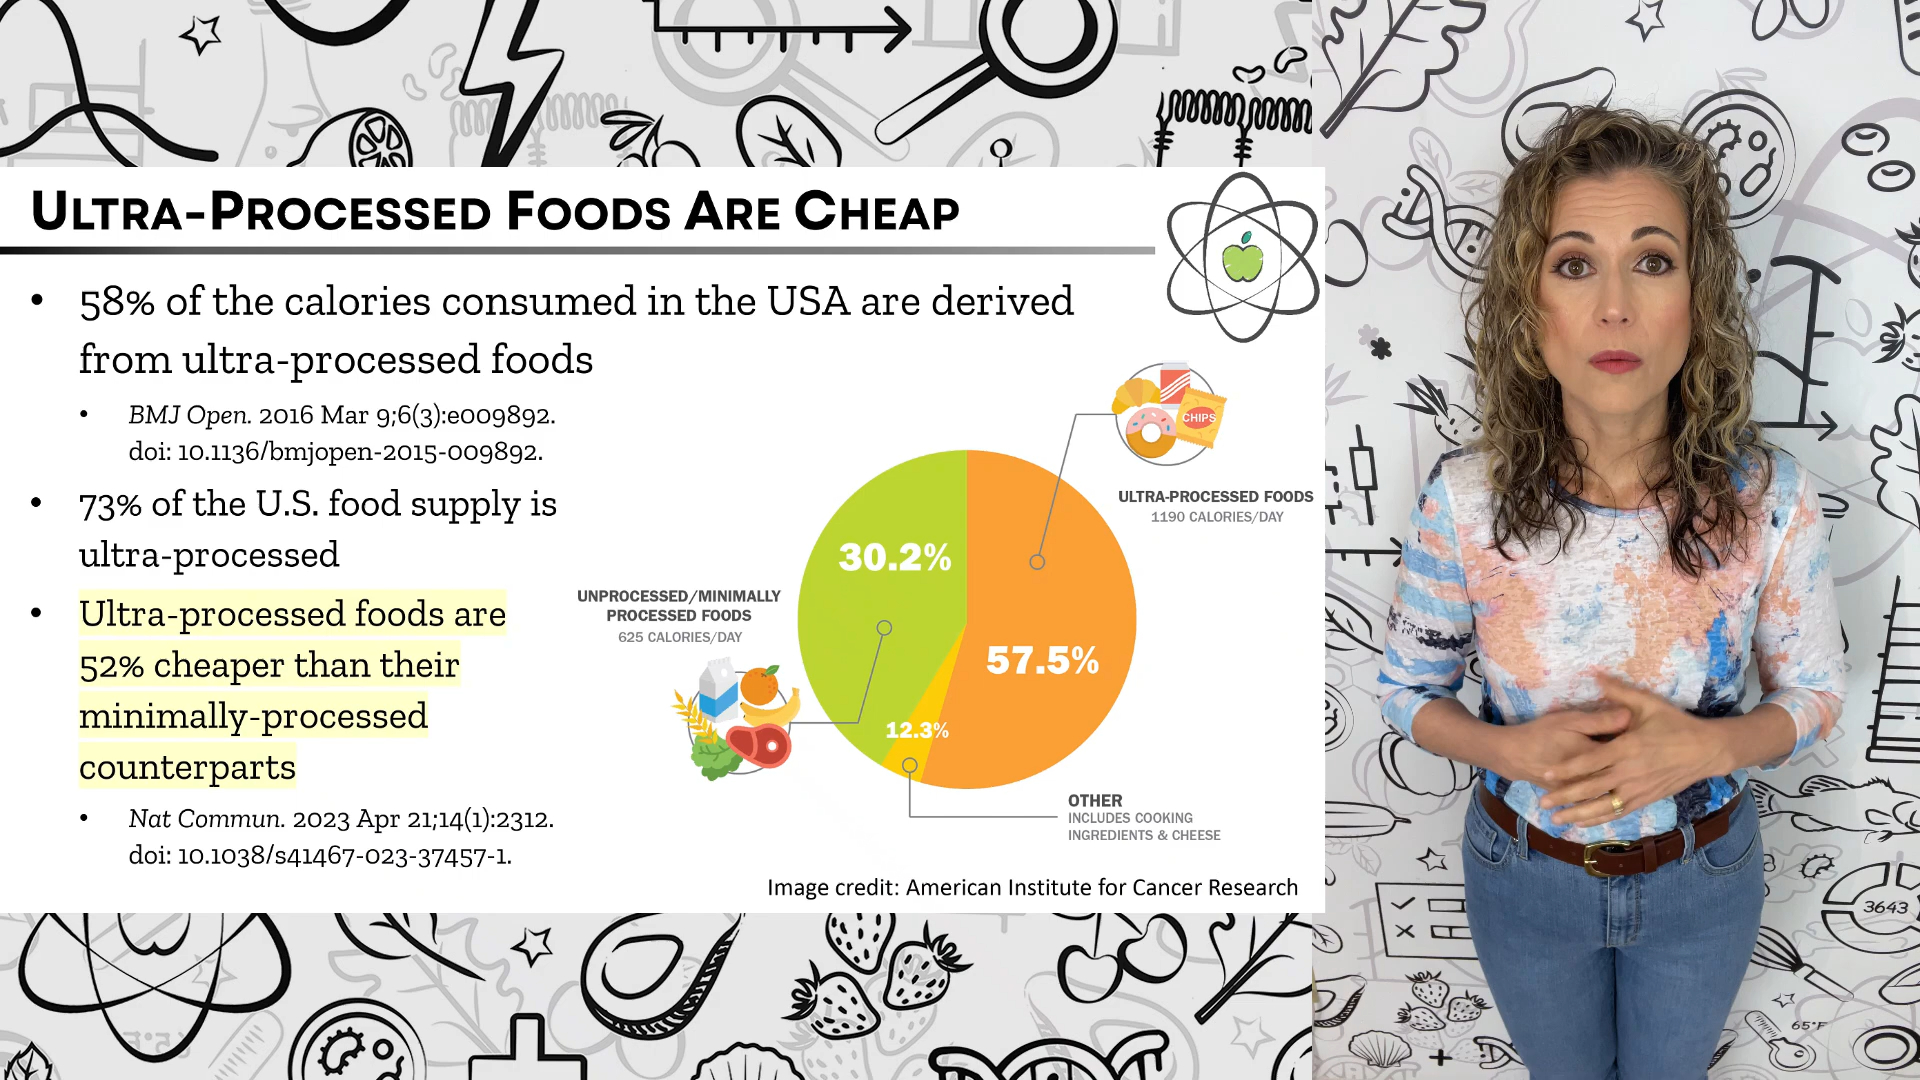 ULTRA-PROCESSED FOODS ARE CHEAP
• 58% of the calories consumed in the USA are derived
from ultra-processed foods
• BMJ Open. 2016 Mar 9;6(3):e009892.
doi: 10.1136/bmjopen-2015-009892.
• 73% of the U.S. food supply is
ultra-processed
• Ultra-processed foods are
52% cheaper than their
minimally-processed
counterparts
• Nat Commun. 2023 Apr 21;14(1):2312.
doi: 10.1038/s41467-023-37457-1.
CHIPS
ULTRA-PROCESSED FOODS
1190 CALORIES/DAY
30.2%
57.5%
12.3%
UNPROCESSED/MINIMALLY
PROCESSED FOODS
625 CALORIES/DAY
OTHER
INCLUDES COOKING
INGREDIENTS & CHEESE
Image credit: American Institute for Cancer Research
3643
65°F